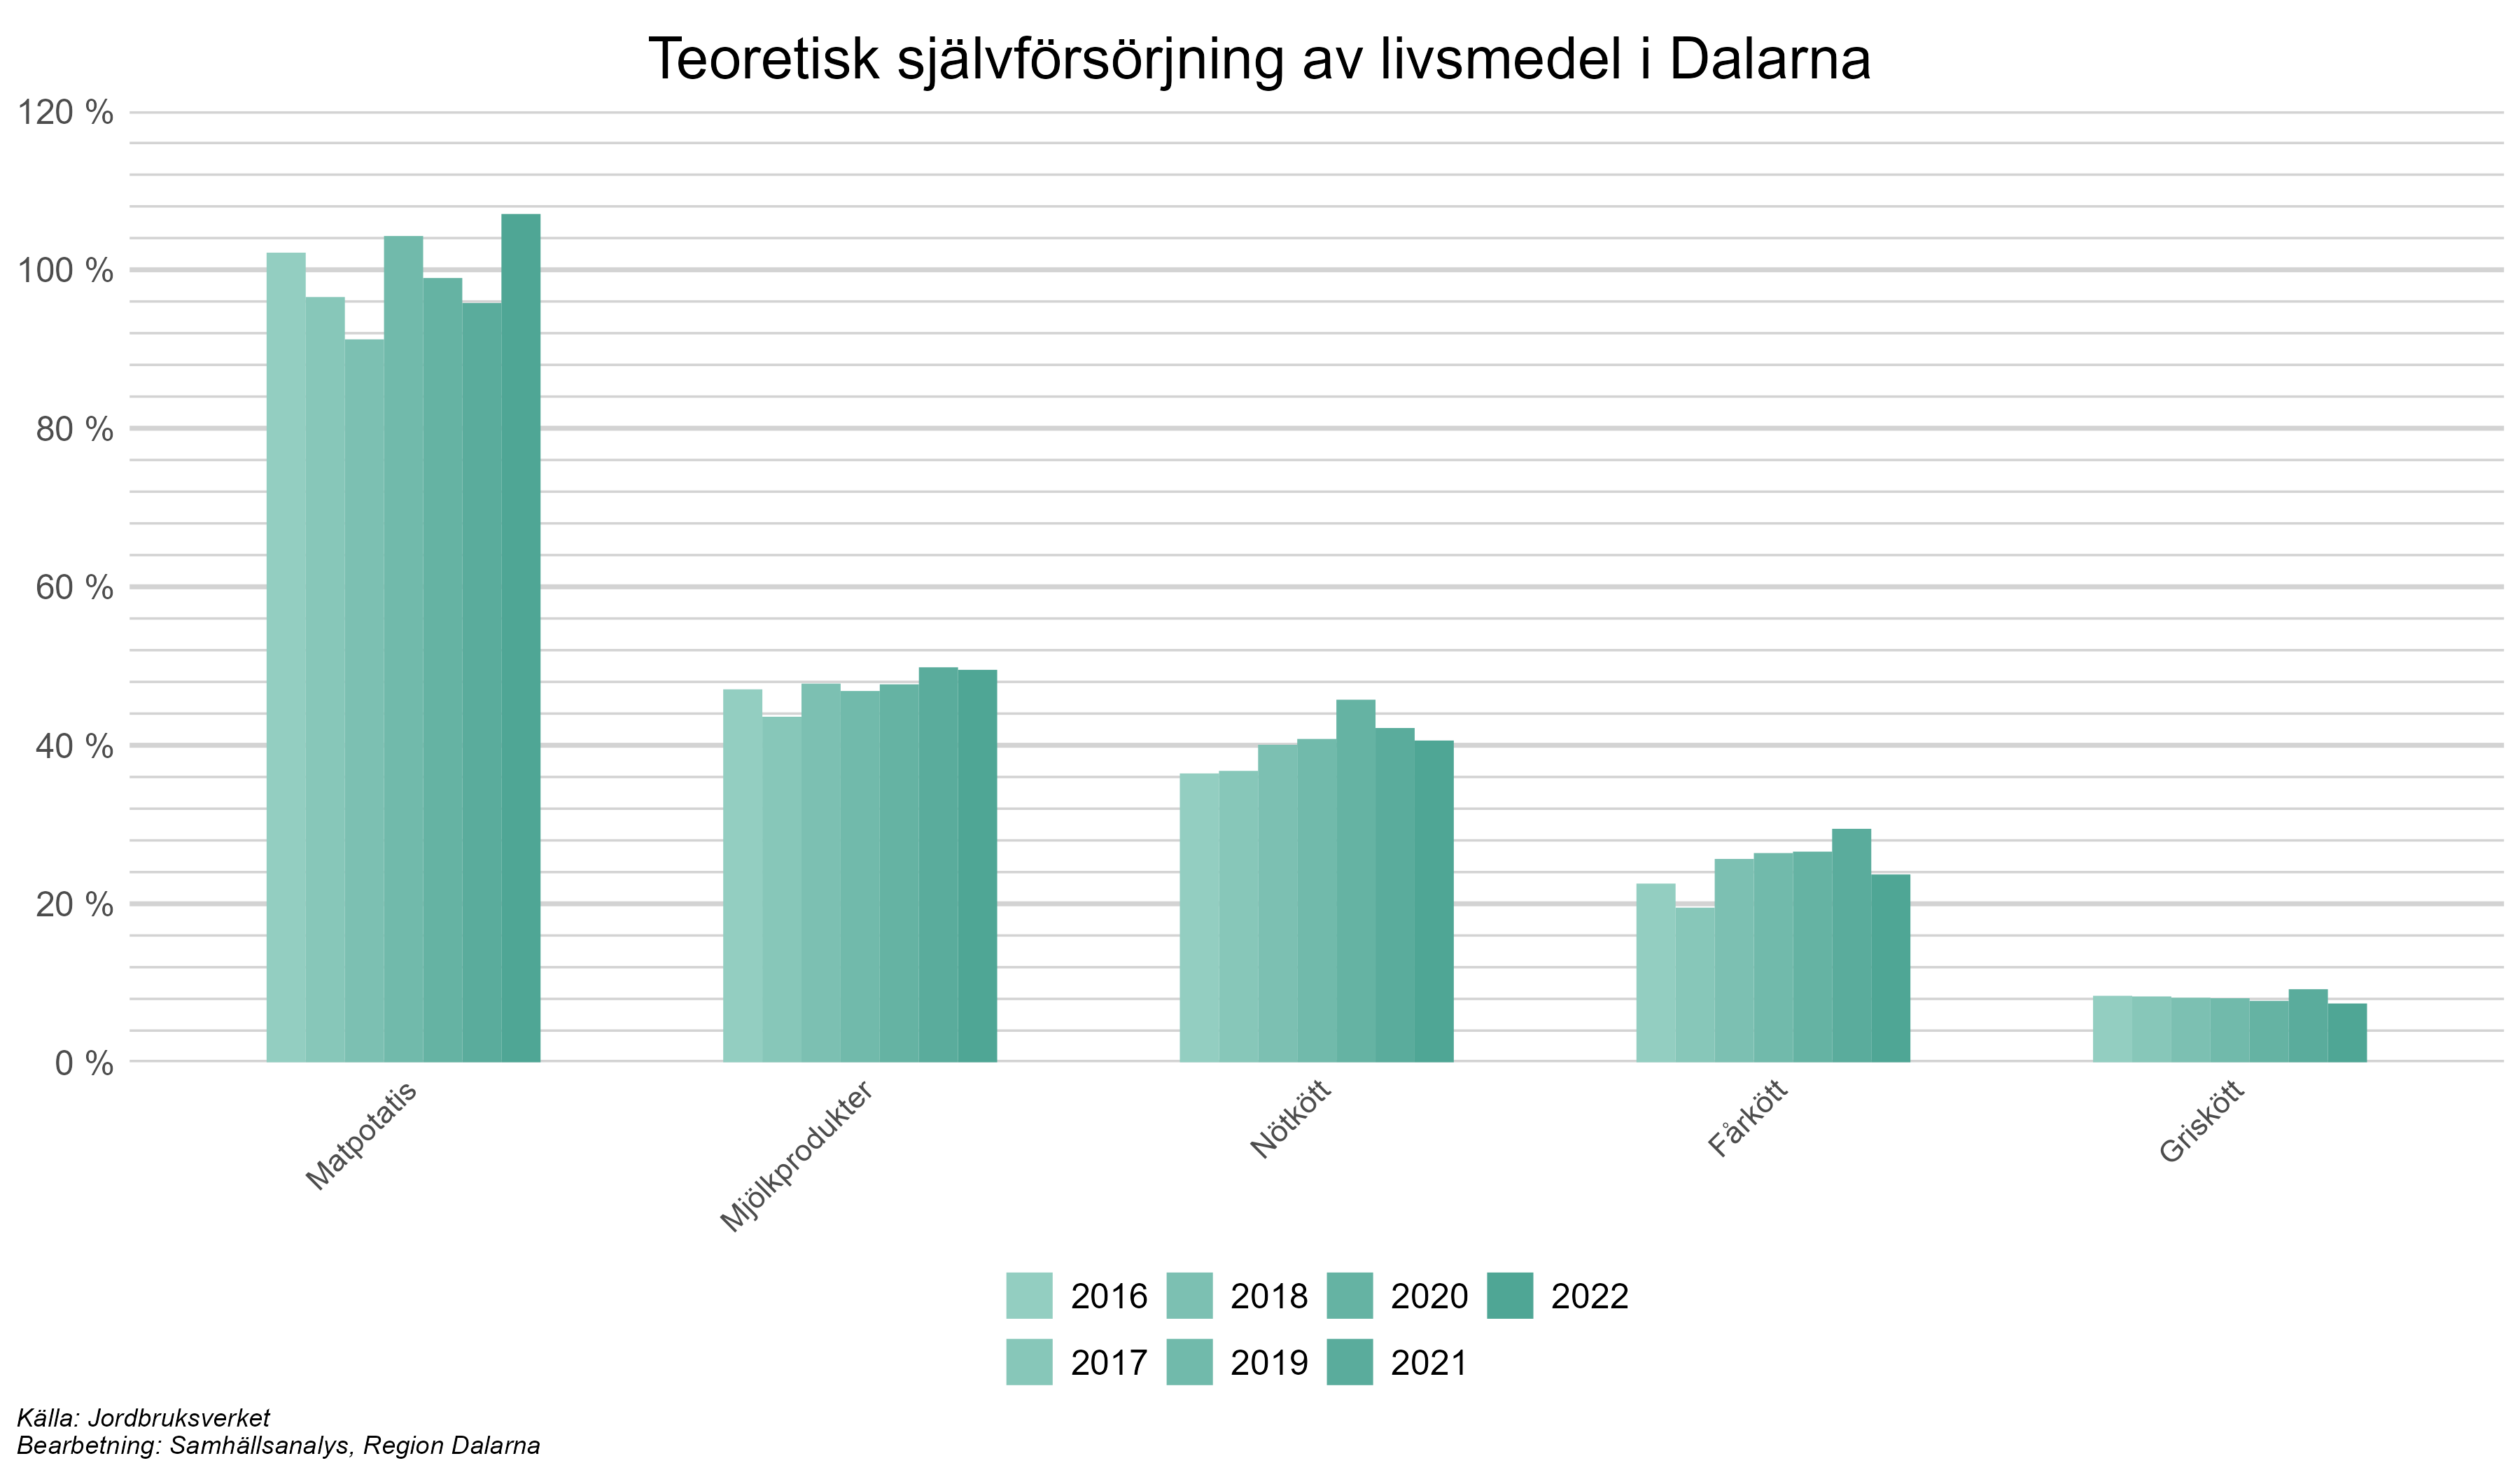 Teoretisk självförsörjning av livsmedel i Dalarna
120 %
100 %
80 %
60 %
40 %
20 %
0 %
Matpotatis
Mjölkprodukter
Nötkött
Fårkött
Griskött
2016
2018
2020
2022
2017
2019
2021
Källa: Jordbruksverket
Bearbetning: Samhällsanalys, Region Dalarna